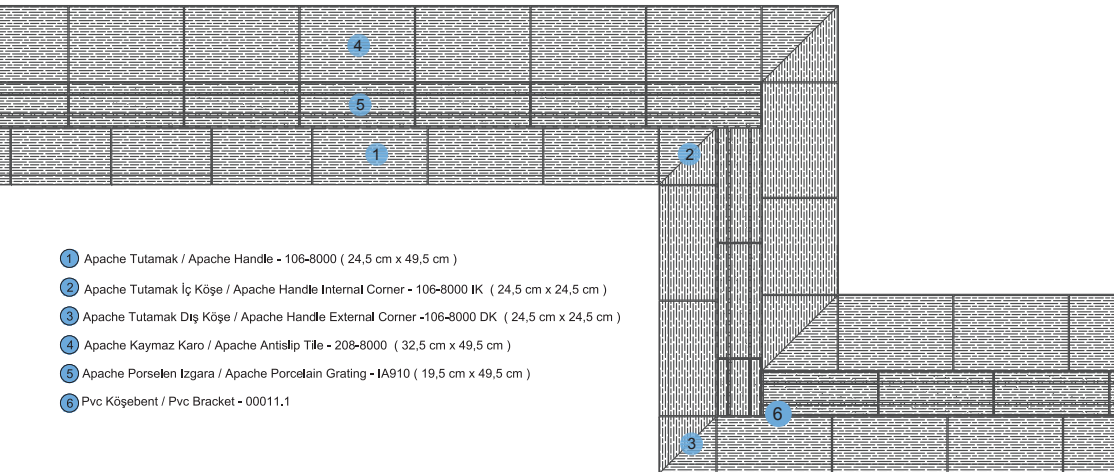 4
5
1
2
1 Apache Tutamak / Apache Handle - 106-8000 ( 24,5 cm x 49,5 cm )
2 Apache Tutamak İç Köşe / Apache Handle Internal Corner - 106-8000 IK ( 24,5 cm x 24,5 cm )
3 Apache Tutamak Dış Köşe / Apache Handle External Corner -106-8000 DK ( 24,5 cm x 24,5 cm )
4 Apache Kaymaz Karo / Apache Antislip Tile - 208-8000 ( 32,5 cm x 49,5 cm )
5 Apache Porselen Izgara / Apache Porcelain Grating - IA910 ( 19,5 cm x 49,5 cm )
6 Pvc Köşebent / Pvc Bracket - 00011.1
6
3